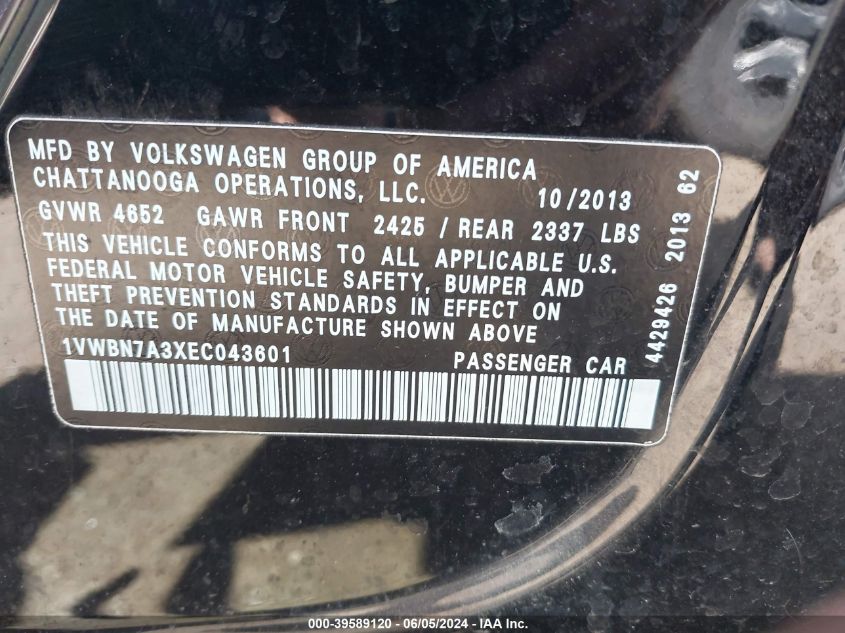 MFD BY VOLKSWAGEN GROUP OF AMERICA
CHATTANOOGA OPERATIONS, LLC. 10/2013
GVWR 4652 GAWR FRONT 2425 / REAR 2337 LBS
THIS VEHICLE CONFORMS TO ALL APPLICABLE U.S.
FEDERAL MOTOR VEHICLE SAFETY, BUMPER AND
THEFT PREVENTION STANDARDS IN EFFECT ON
THE DATE OF MANUFACTURE SHOWN ABOVE
1VWBN7A3XEC043601 PASSENGER CAR
4429426 2013 62
000-39589120 - 06/05/2024 - IAA Inc.